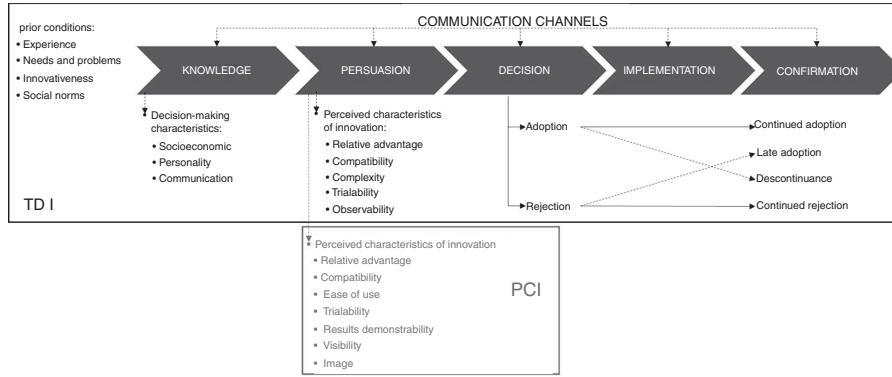 COMMUNICATION CHANNELS
prior conditions:
• Experience
• Needs and problems
• Innovativeness
• Social norms
KNOWLEDGE
PERSUASION
DECISION
IMPLEMENTATION
CONFIRMATION
Decision-making
characteristics:
• Socioeconomic
• Personality
• Communication
Perceived characteristics
of innovation:
• Relative advantage
• Compatibility
• Complexity
• Trialability
• Observability
Adoption
Rejection
Continued adoption
Late adoption
Descontinuance
Continued rejection
TD I
Perceived characteristics of innovation
• Relative advantage
• Compatibility
• Ease of use
• Trialability
• Results demonstrability
• Visibility
• Image
PCI